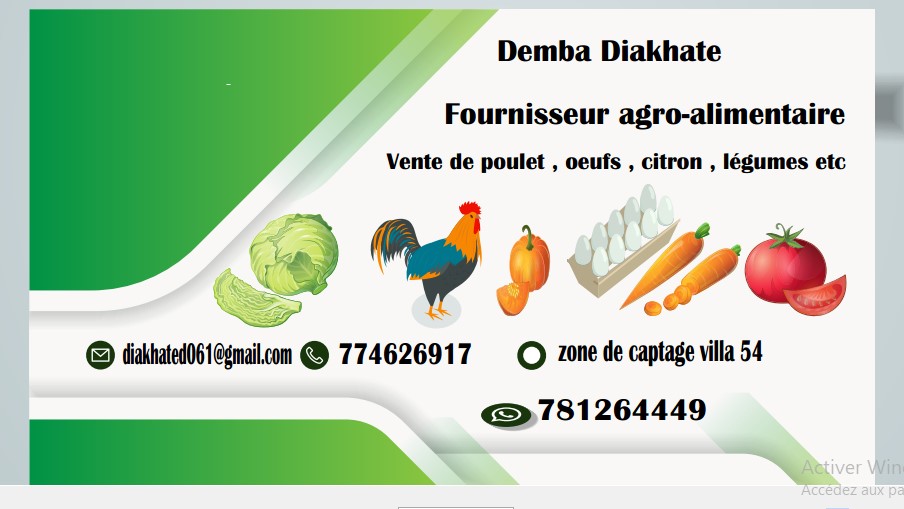 Demba Diakhate
Fournisseur agro-alimentaire
Vente de poulet , oeufs , citron , légumes etc
diakhated061@gmail.com 774626917 zone de captage villa 54
781264449
Activer Win
Accédez aux pa